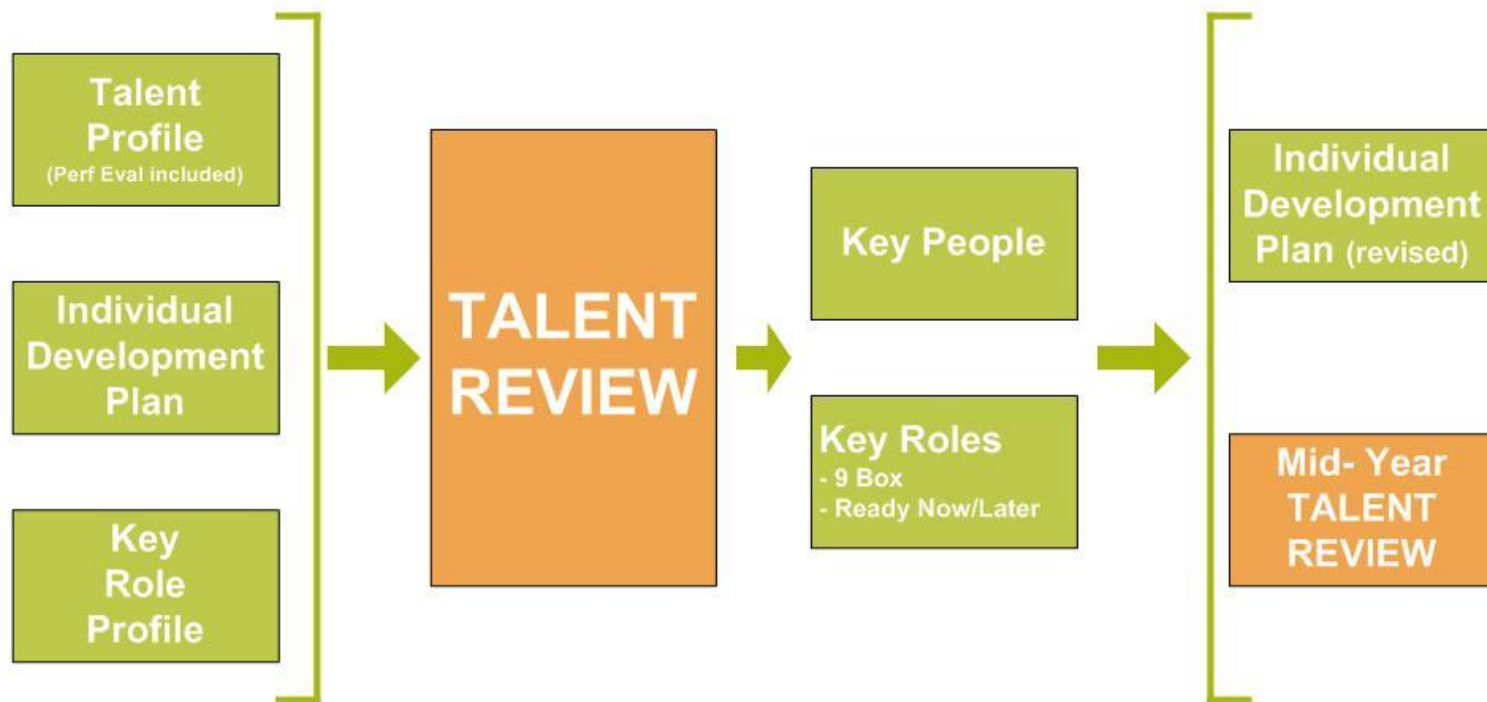 Talent
Profile
(Perf Eval included)
Individual
Development
Plan
Key
Role
Profile
TALENT
REVIEW
Key People
Key Roles
- 9 Box
- Ready Now/Later
Individual
Development
Plan (revised)
Mid- Year
TALENT
REVIEW